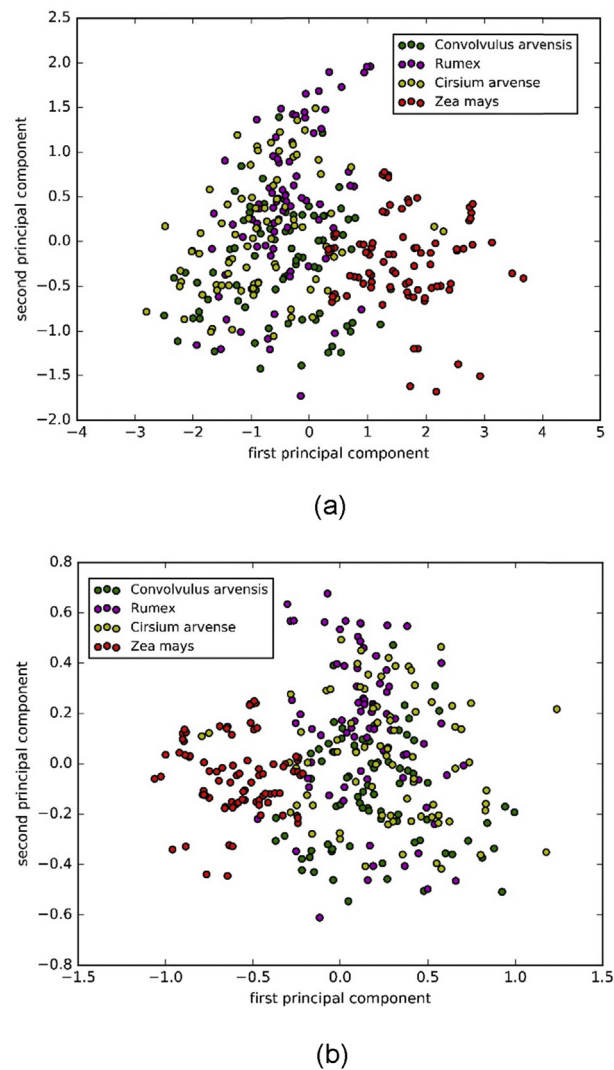 2.5
2.0
1.5
1.0
0.5
0.0
−0.5
−1.0
−1.5
−2.0
second principal component
Convolvulus arvensis
Rumex
Cirsium arvense
Zea mays
−4 −3 −2 −1 0 1 2 3 4 5
first principal component
(a)
0.8
0.6
0.4
0.2
0.0
−0.2
−0.4
−0.6
−0.8
second principal component
Convolvulus arvensis
Rumex
Cirsium arvense
Zea mays
−1.5 −1.0 −0.5 0.0 0.5 1.0 1.5
first principal component
(b)